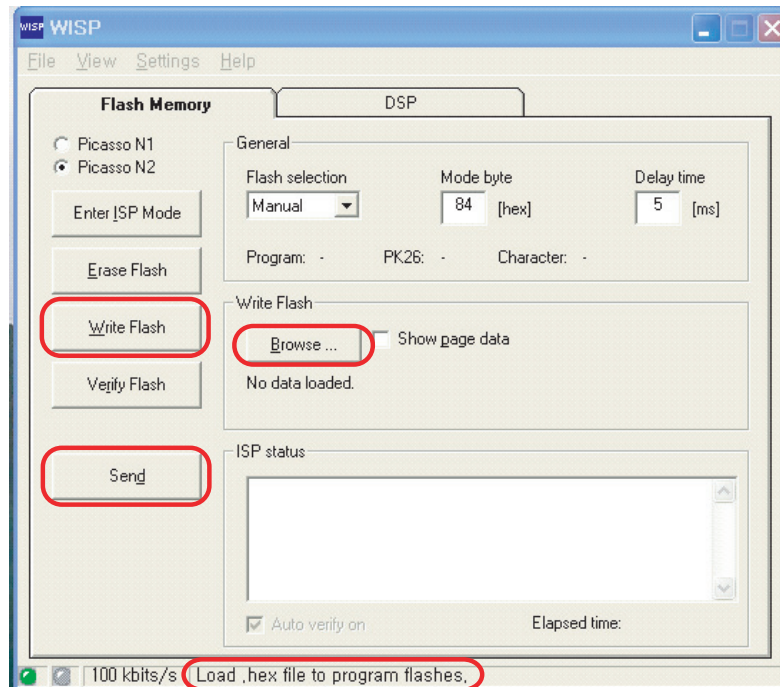 WISP WISP
File View Settings Help
Flash Memory DSP
Picasso N1
Picasso N2
Enter ISP Mode
Erase Flash
Write Flash
Verify Flash
Send
General
Flash selection Mode byte Delay time
Manual 84 [hex] 5 [ms]
Program: - PK26: - Character: -
Write Flash
Browse ... Show page data
No data loaded.
ISP status
Auto verify on Elapsed time:
100 kbits/s Load .hex file to program flashes,